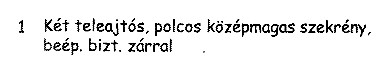 1 Két teleajtós, polcos középmagas szekrény,
beép. bizt. zárral